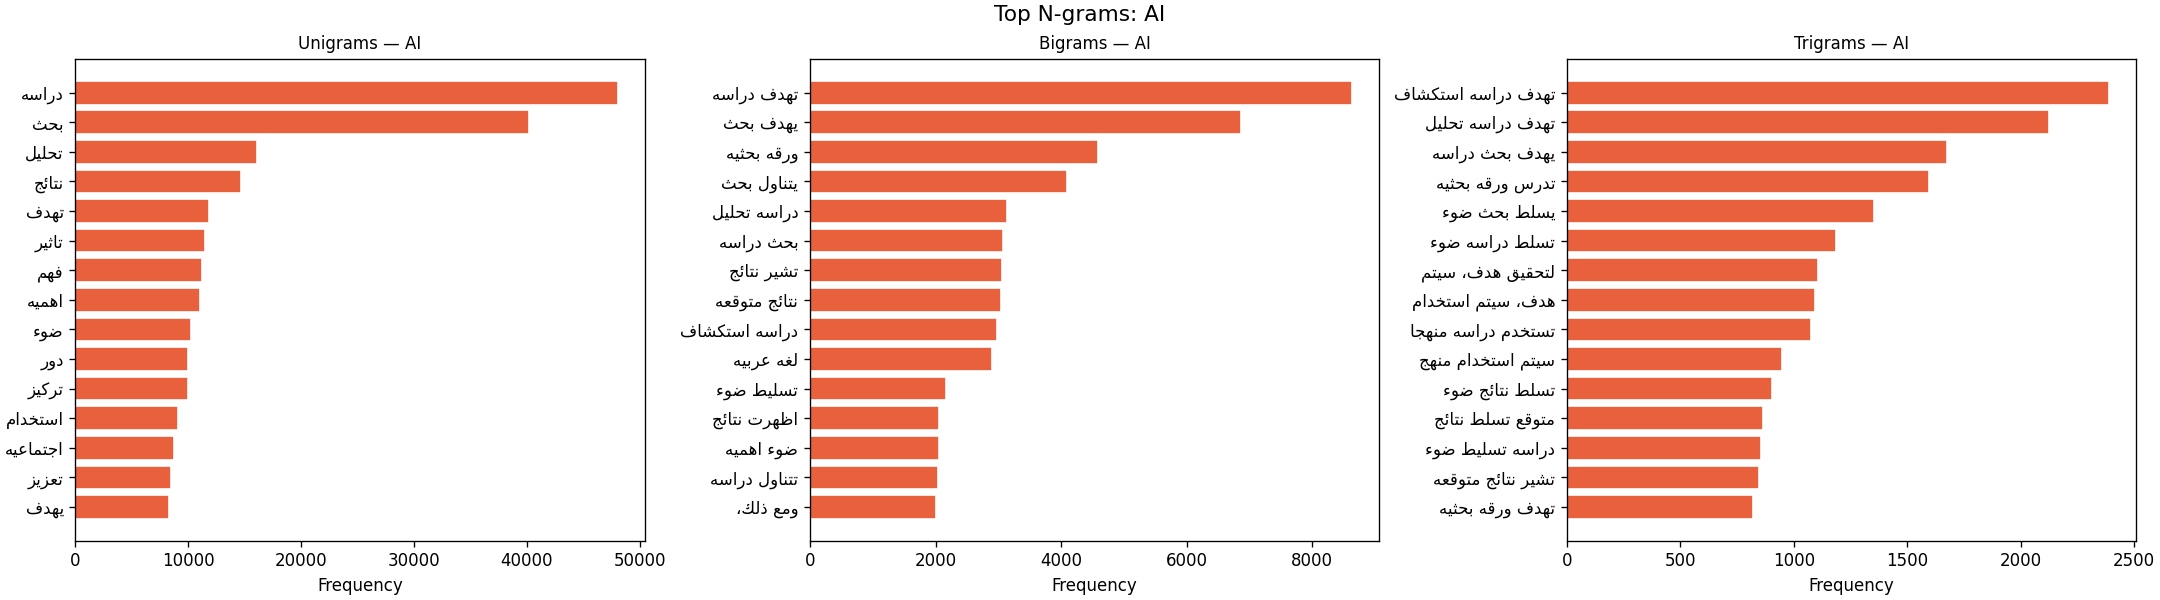 Top N-grams: AI
Unigrams — AI
دراسه
بحث
تحليل
نتائج
تهدف
تاثير
فهم
اهميه
ضوء
دور
تركيز
استخدام
اجتماعيه
تعزيز
يهدف
0 10000 20000 30000 40000 50000
Frequency
Bigrams — AI
تهدف دراسه
يهدف بحث
ورقه بحثيه
يتناول بحث
دراسه تحليل
بحث دراسه
تشير نتائج
نتائج متوقعه
دراسه استكشاف
لغه عربيه
تسليط ضوء
اظهرت نتائج
ضوء اهميه
تتناول دراسه
ومع ذلك،
0 2000 4000 6000 8000
Frequency
Trigrams — AI
تهدف دراسه استكشاف
تهدف دراسه تحليل
يهدف بحث دراسه
تدرس ورقه بحثيه
يسلط بحث ضوء
تسلط دراسه ضوء
لتحقيق هدف، سيتم
هدف، سيتم استخدام
تستخدم دراسه منهجا
سيتم استخدام منهج
تسلط نتائج ضوء
متوقع تسلط نتائج
دراسه تسليط ضوء
تشير نتائج متوقعه
تهدف ورقه بحثيه
0 500 1000 1500 2000 2500
Frequency